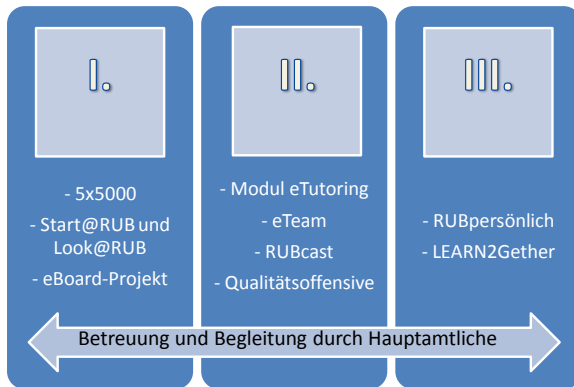 I.
- 5x5000
- Start@RUB und
Look@RUB
- eBoard-Projekt
II.
- Modul eTutoring
- eTeam
- RUBcast
- Qualitätsoffensive
III.
- RUBpersönlich
- LEARN2Gether
Betreuung und Begleitung durch Hauptamtliche